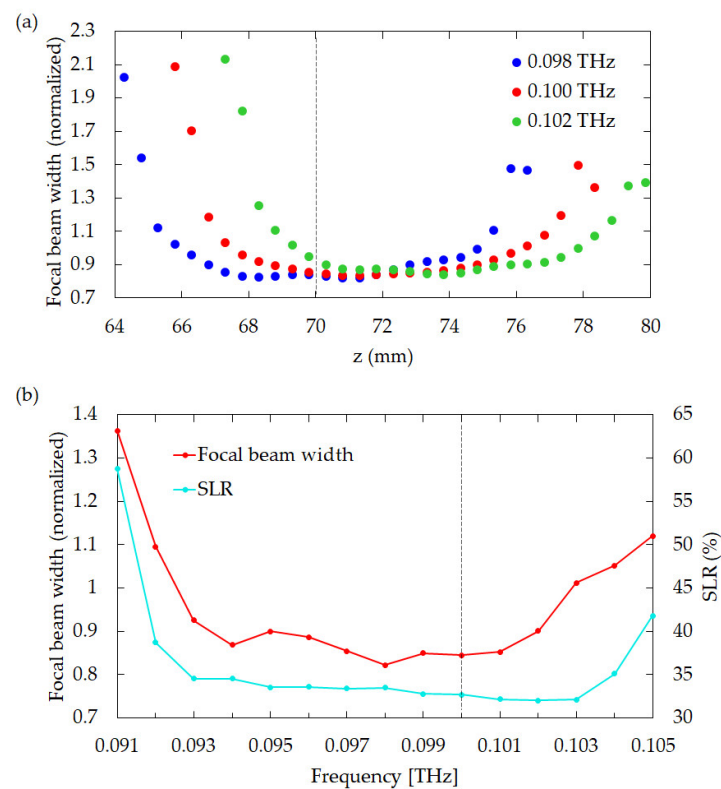 (a)
Focal beam width (normalized)
2.3
2.1
1.9
1.7
1.5
1.3
1.1
0.9
0.7
0.098 THz
0.100 THz
0.102 THz
64 66 68 70 72 74 76 78 80
z (mm)
(b)
Focal beam width (normalized)
1.4
1.3
1.2
1.1
1
0.9
0.8
0.7
Focal beam width
SLR
65
60
55
50
45
40
35
30
SLR (%)
0.091 0.093 0.095 0.097 0.099 0.101 0.103 0.105
Frequency [THz]